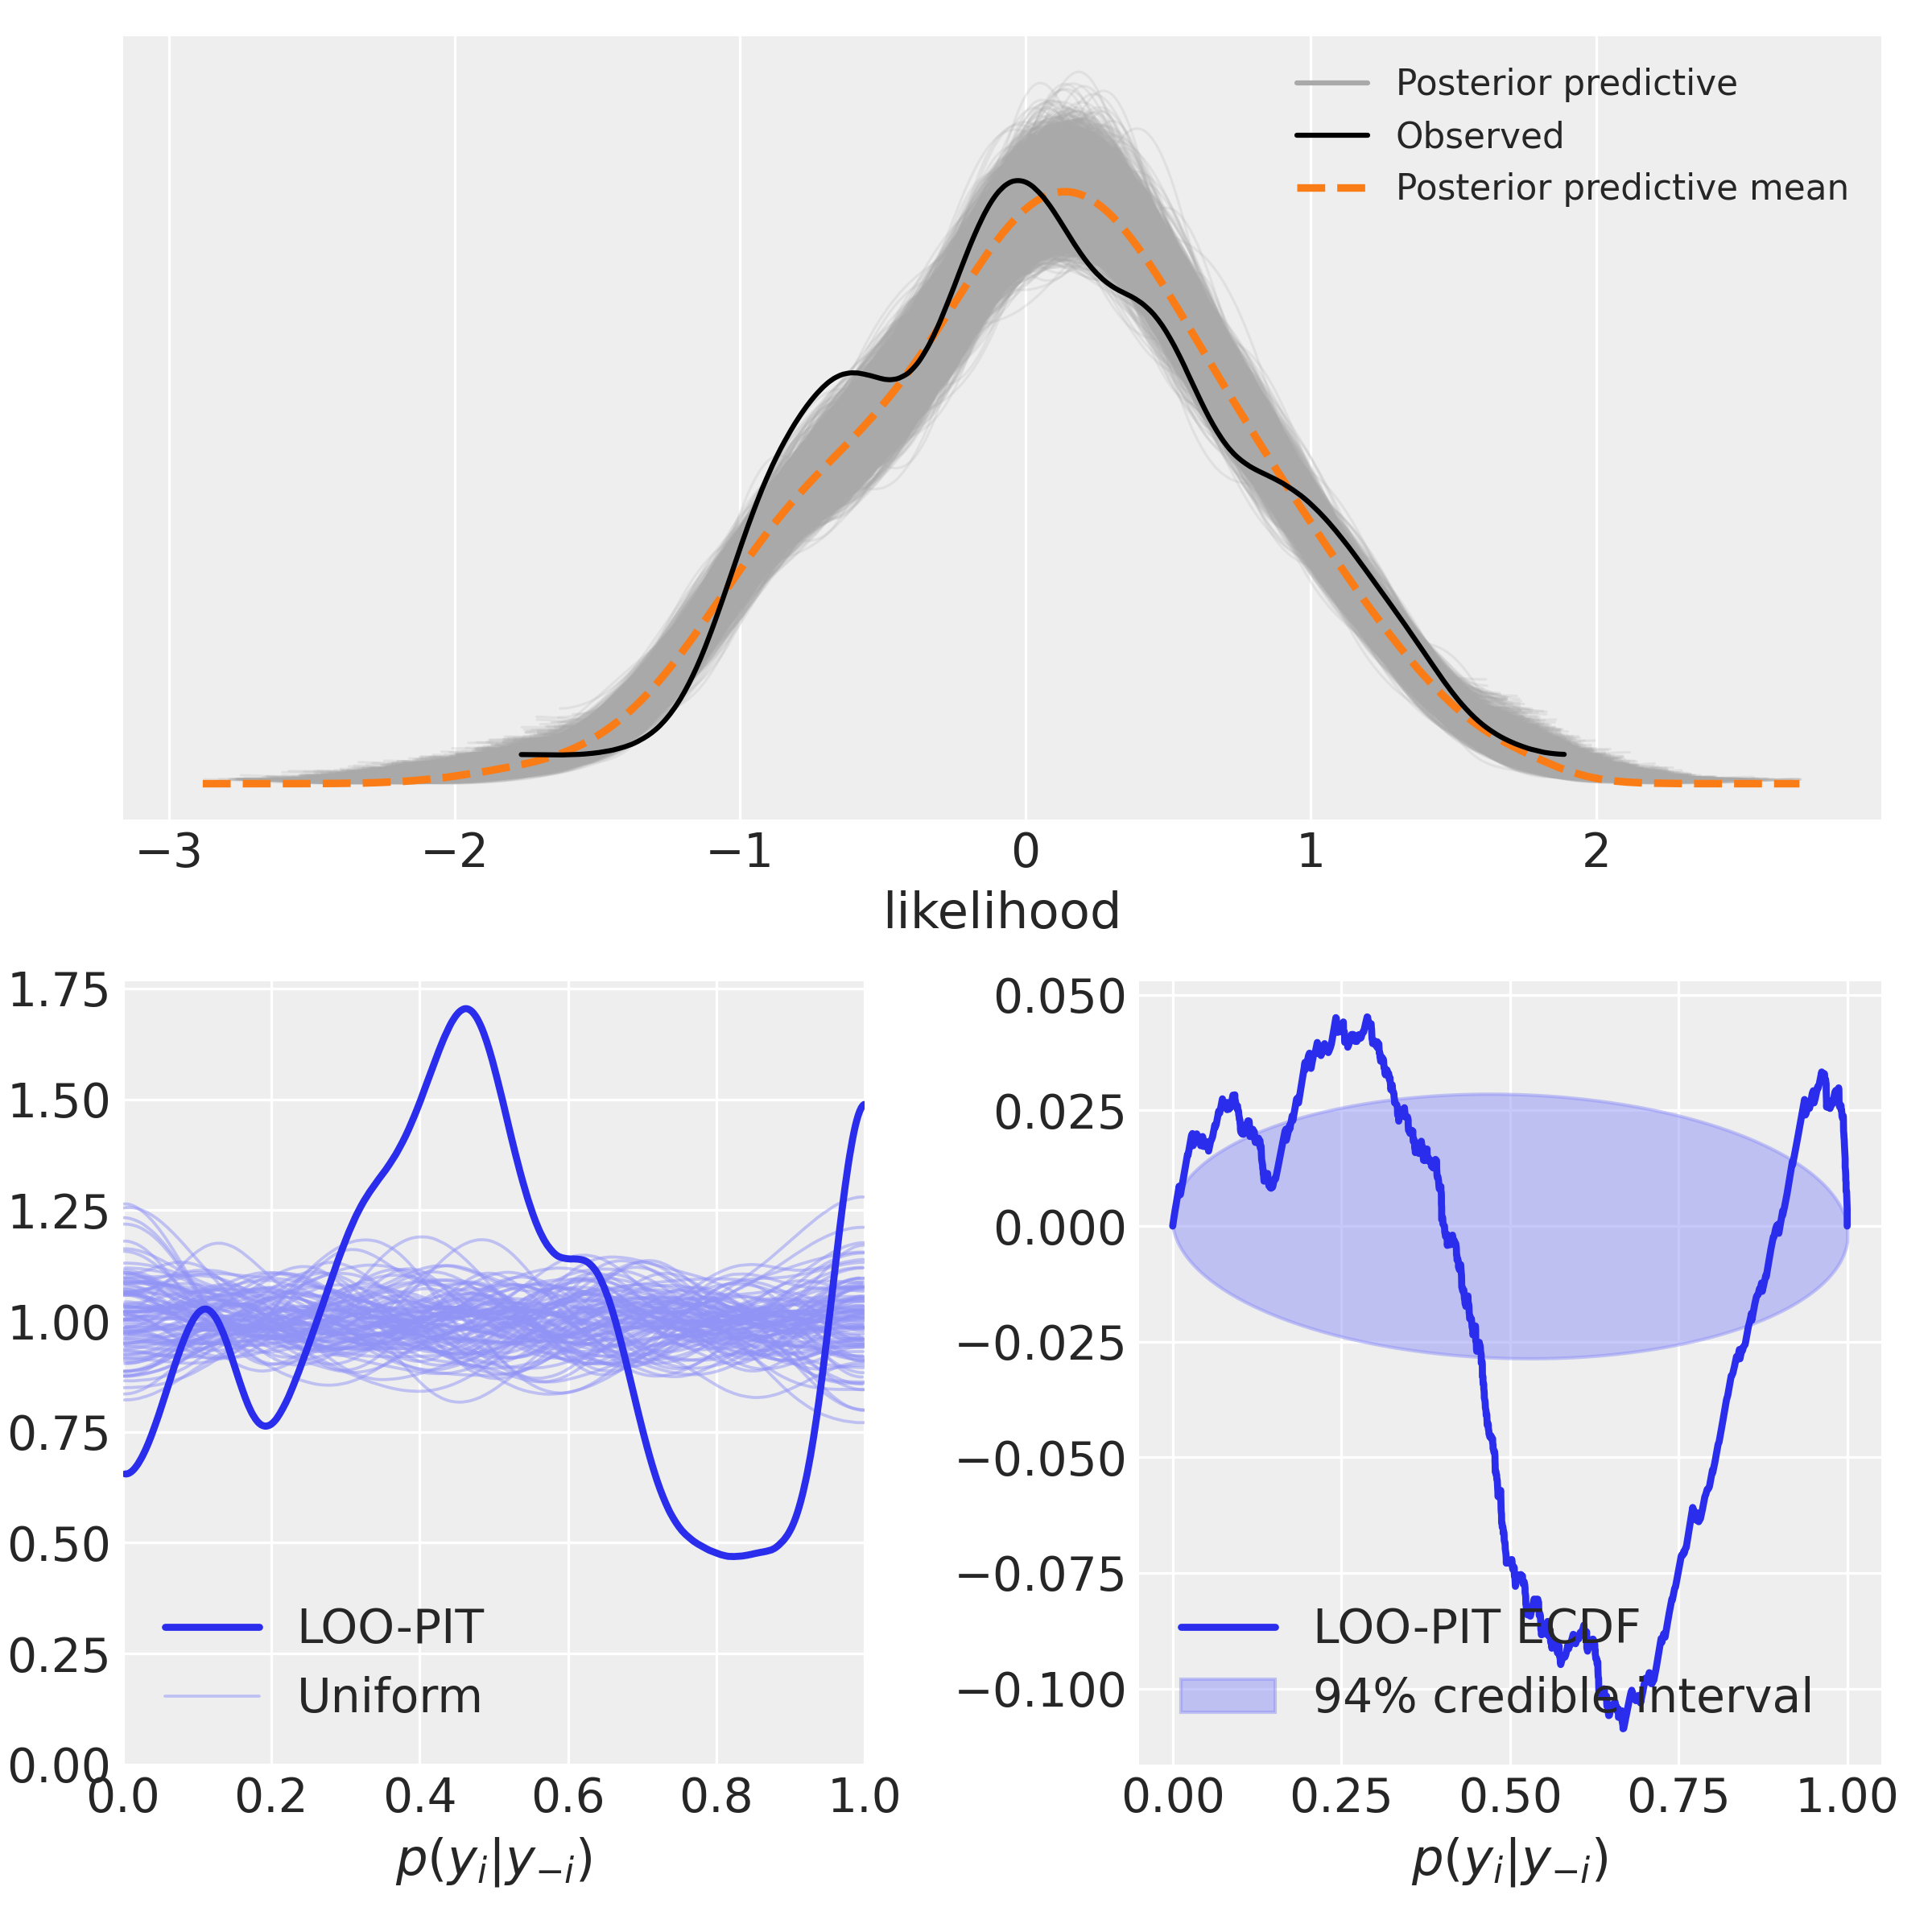 Posterior predictive
Observed
Posterior predictive mean
−3 −2 −1 0 1 2
likelihood
1.75
1.50
1.25
1.00
0.75
0.50
0.25
0.00
LOO-PIT
Uniform
0.0 0.2 0.4 0.6 0.8 1.0
p(y_i|y_{−i})
0.050
0.025
0.000
−0.025
−0.050
−0.075
−0.100
LOO-PIT ECDF
94% credible interval
0.00 0.25 0.50 0.75 1.00
p(y_i|y_{−i})